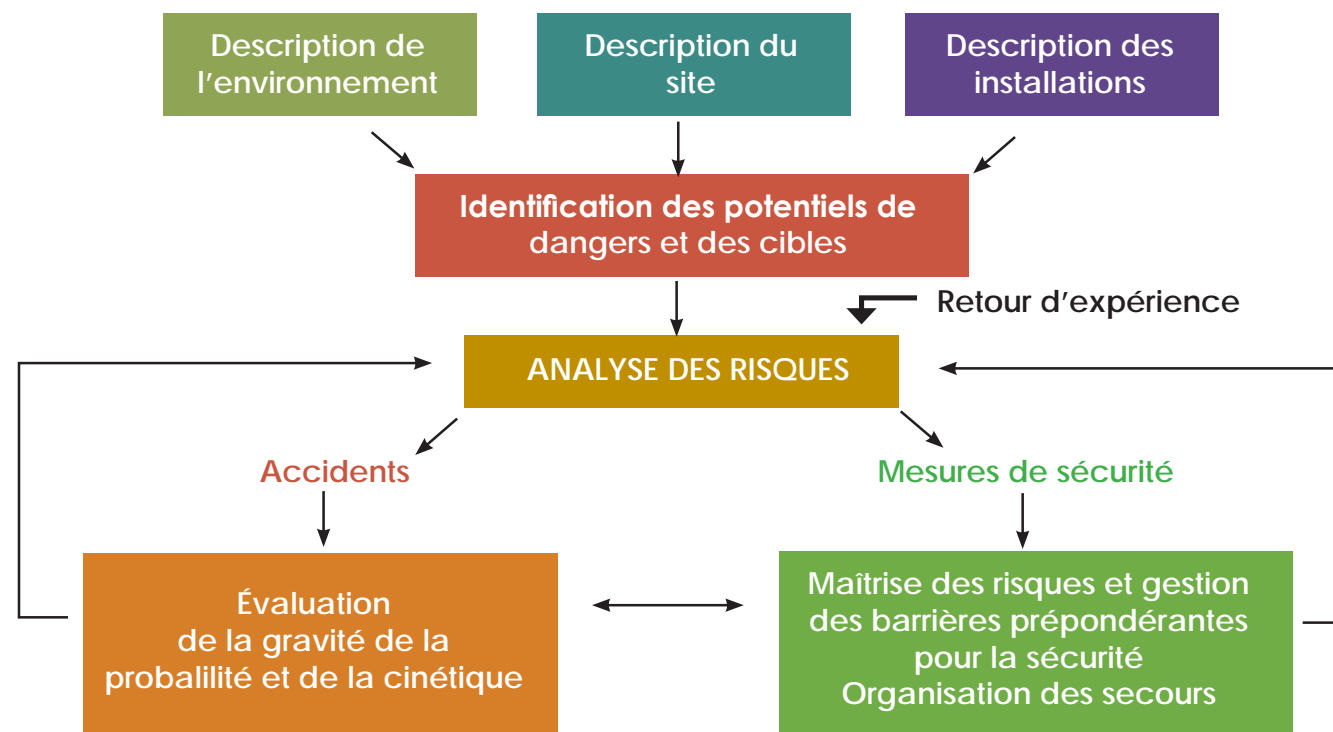 Description de
l'environnement
Description du
site
Description des
installations
Identification des potentiels de
dangers et des cibles
Retour d'expérience
ANALYSE DES RISQUES
Accidents
Mesures de sécurité
Évaluation
de la gravité de la
probalilité et de la cinétique
Maîtrise des risques et gestion
des barrières prépondérantes
pour la sécurité
Organisation des secours